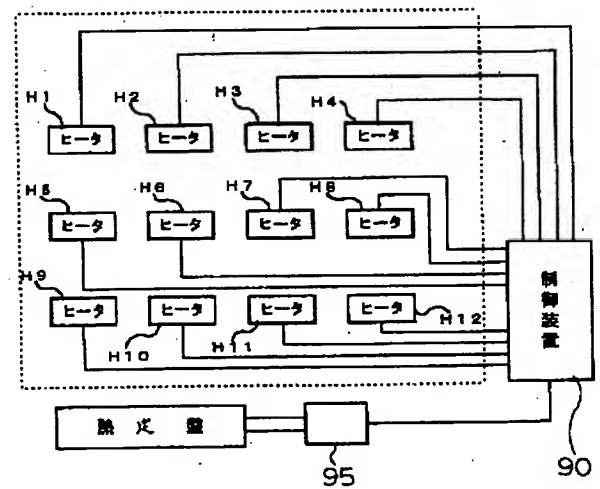 H1 H2 H3 H4
ヒータ ヒータ ヒータ ヒータ
H5 H6 H7 H8
ヒータ ヒータ ヒータ ヒータ
H9
ヒータ ヒータ ヒータ ヒータ
H10 H11 H12
制御装置
熱定盤
95
90